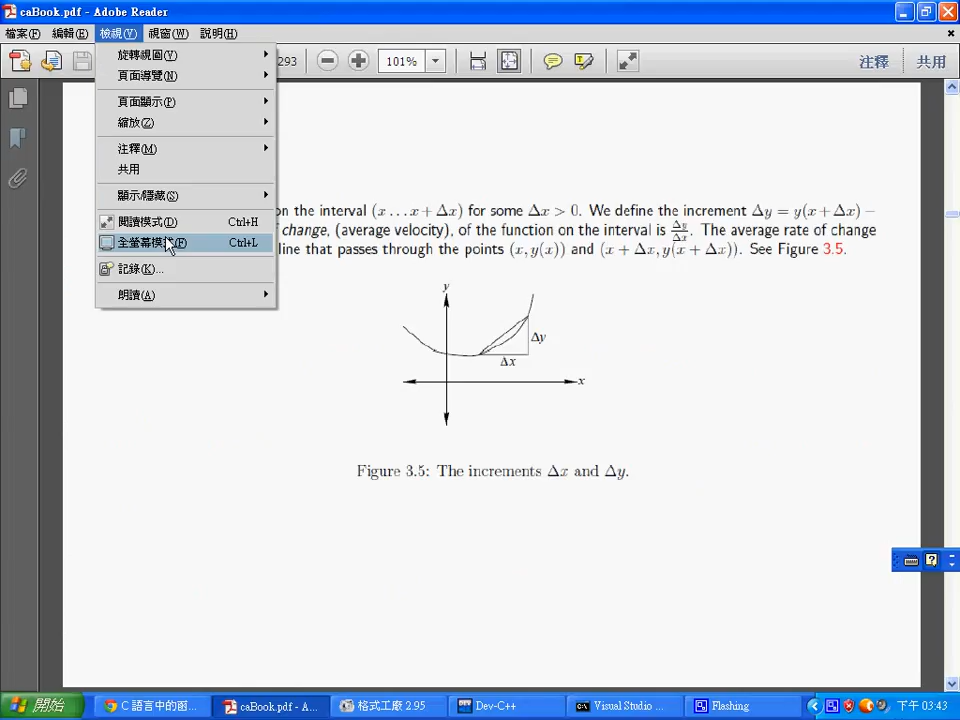 caBook.pdf - Adobe Reader
檔案(F) 編輯(E) 檢視(V) 視窗(W) 說明(H)
293 101% 注釋 共用
旋轉視圖(Y)
頁面導覽(N)
頁面顯示(P)
縮放(Z)
注釋(M)
共用
顯示/隱藏(S)
閱讀模式(D) Ctrl+H
全螢幕模式(F) Ctrl+L
記錄(K)...
朗讀(A)
on the interval (x . . . x + Δx) for some Δx > 0. We define the increment Δy = y(x + Δx) −
of change, (average velocity), of the function on the interval is Δy/Δx. The average rate of change
line that passes through the points (x, y(x)) and (x + Δx, y(x + Δx)). See Figure 3.5.
y
Δy
Δx
x
Figure 3.5: The increments Δx and Δy.
開始 C 語言中的函... caBook.pdf - A... 格式工廠 2.95 Dev-C++ Visual Studio ... Flashing 下午 03:43